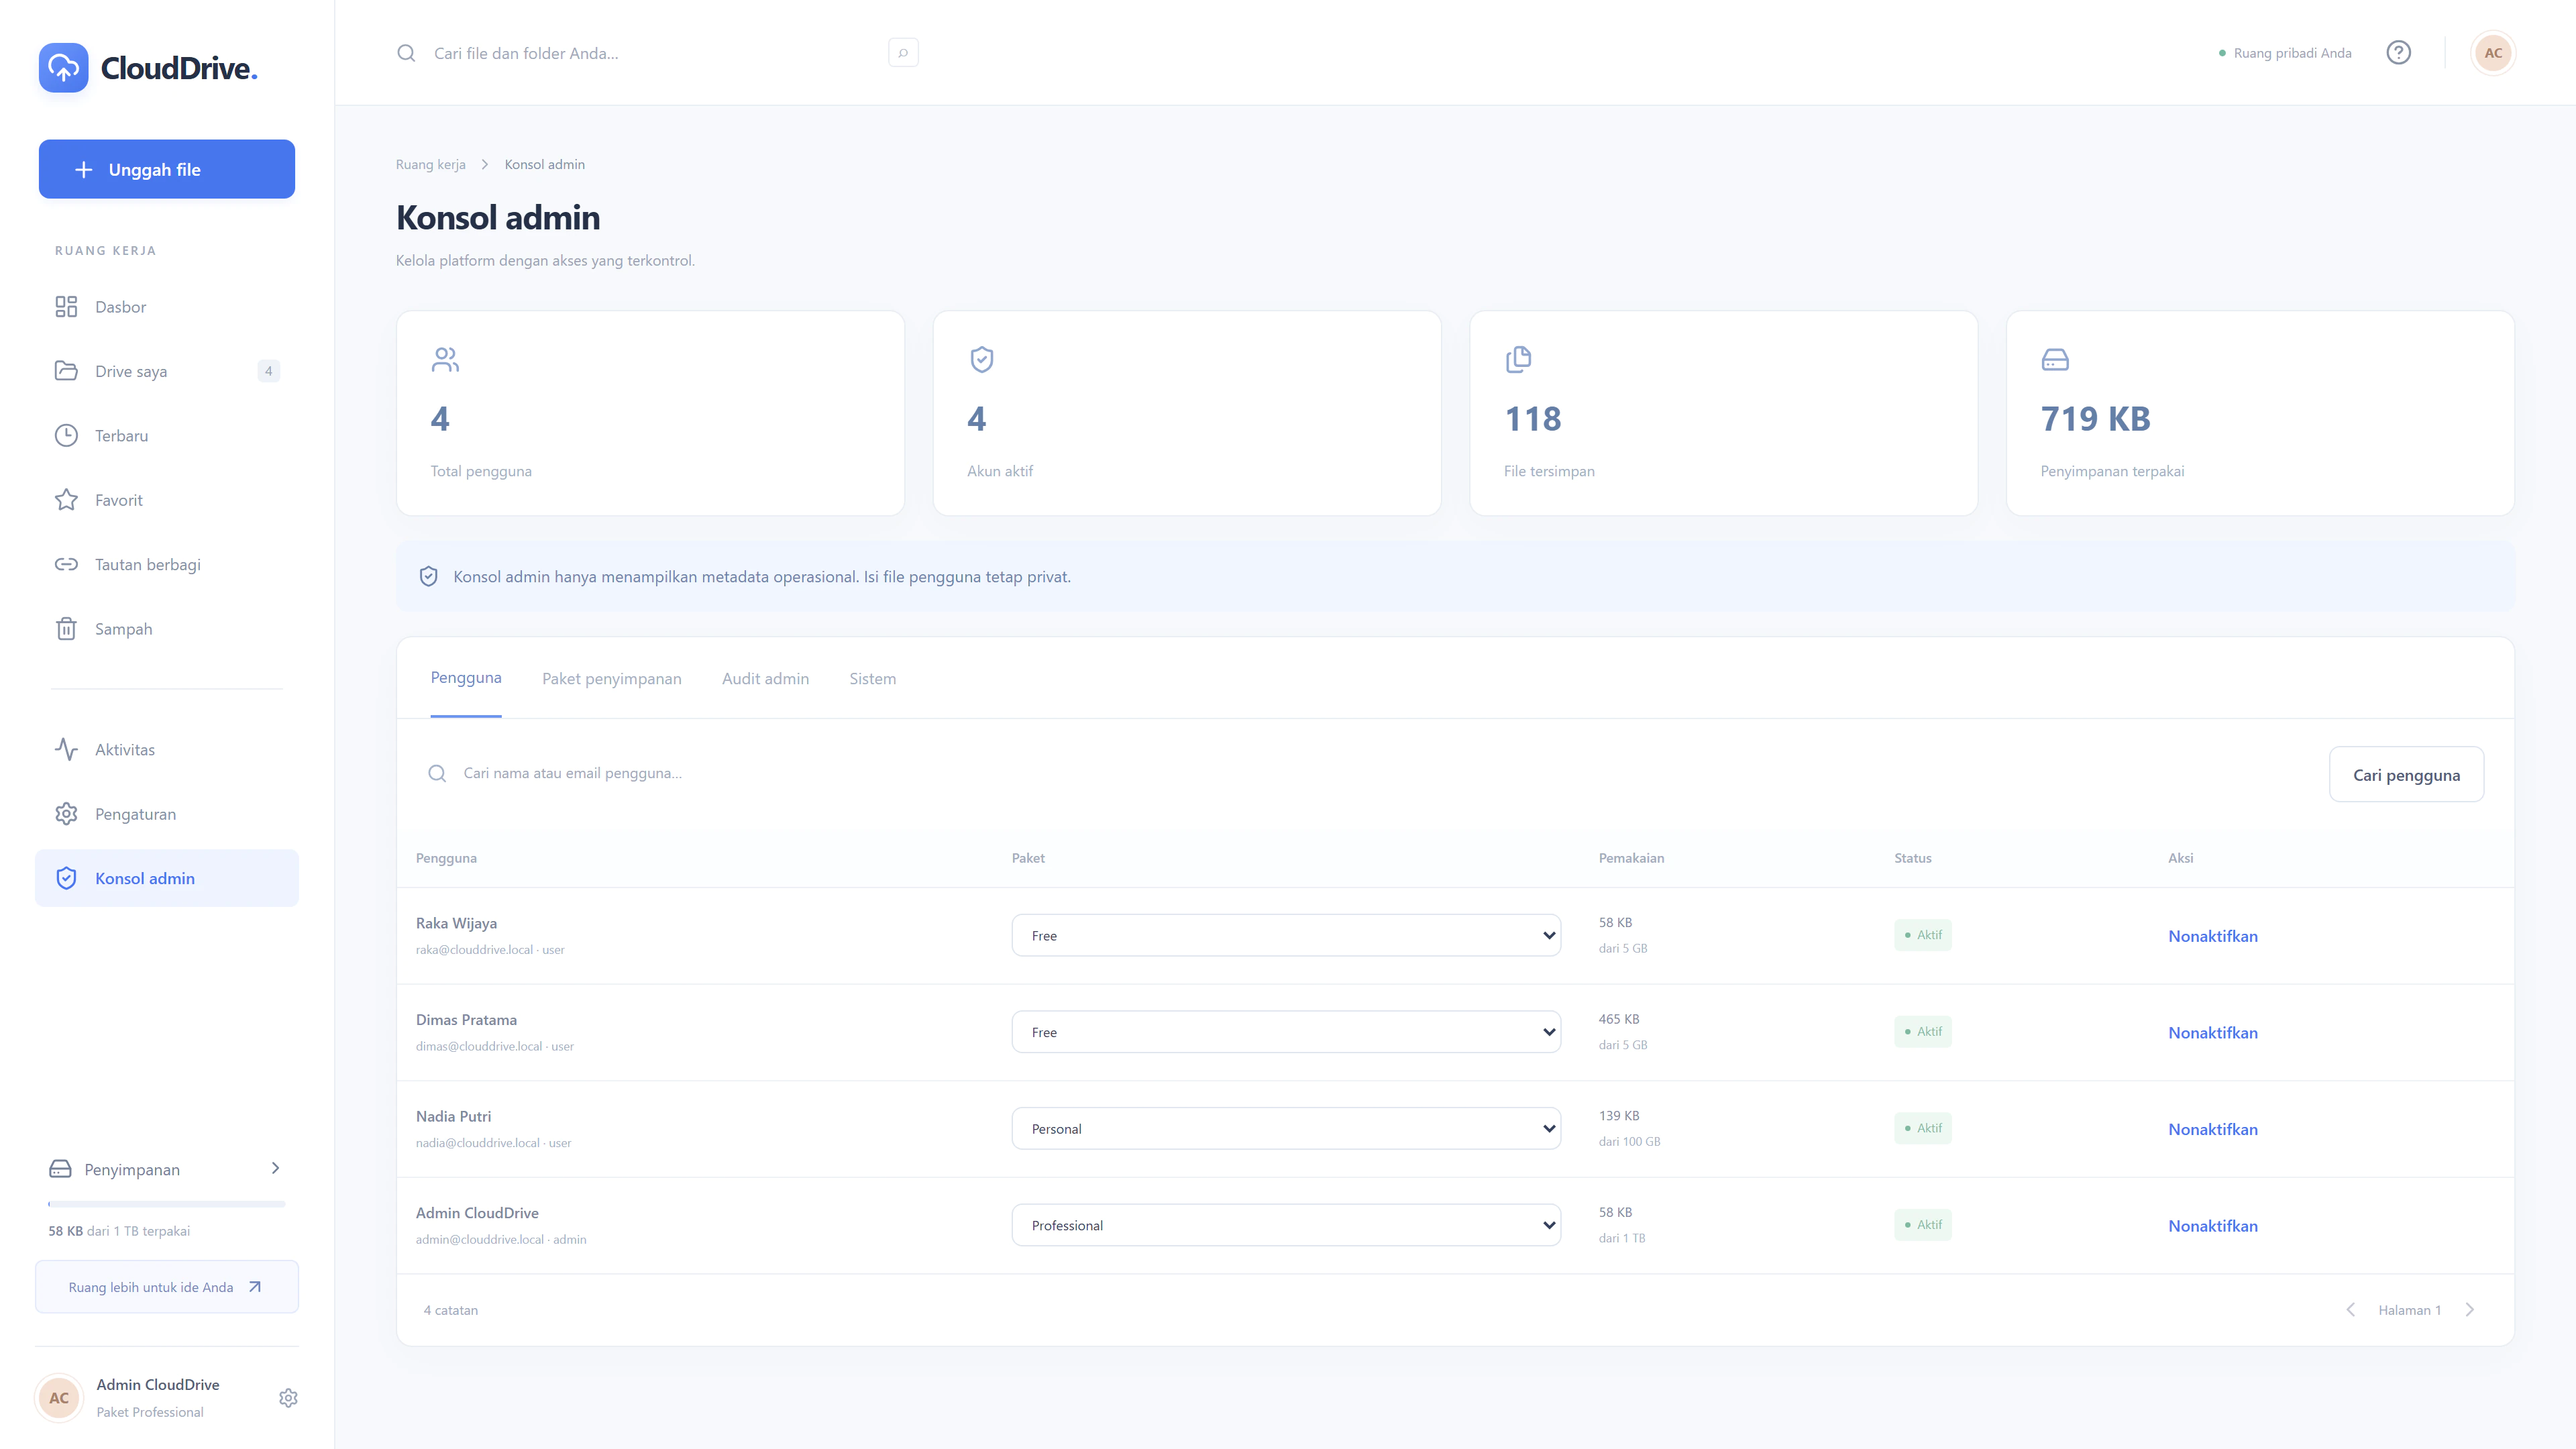 CloudDrive.
Unggah file
RUANG KERJA
Dasbor
Drive saya 4
Terbaru
Favorit
Tautan berbagi
Sampah
Aktivitas
Pengaturan
Konsol admin
Penyimpanan
58 KB dari 1 TB terpakai
Ruang lebih untuk ide Anda
AC
Admin CloudDrive
Paket Professional
Cari file dan folder Anda...
Ruang pribadi Anda
AC
Ruang kerja Konsol admin
Konsol admin
Kelola platform dengan akses yang terkontrol.
4
Total pengguna
4
Akun aktif
118
File tersimpan
719 KB
Penyimpanan terpakai
Konsol admin hanya menampilkan metadata operasional. Isi file pengguna tetap privat.
Pengguna Paket penyimpanan Audit admin Sistem
Cari nama atau email pengguna...
Cari pengguna
Pengguna Paket Pemakaian Status Aksi
Raka Wijaya
raka@clouddrive.local · user
Free
58 KB
dari 5 GB
Aktif
Nonaktifkan
Dimas Pratama
dimas@clouddrive.local · user
Free
465 KB
dari 5 GB
Aktif
Nonaktifkan
Nadia Putri
nadia@clouddrive.local · user
Personal
139 KB
dari 100 GB
Aktif
Nonaktifkan
Admin CloudDrive
admin@clouddrive.local · admin
Professional
58 KB
dari 1 TB
Aktif
Nonaktifkan
4 catatan
Halaman 1